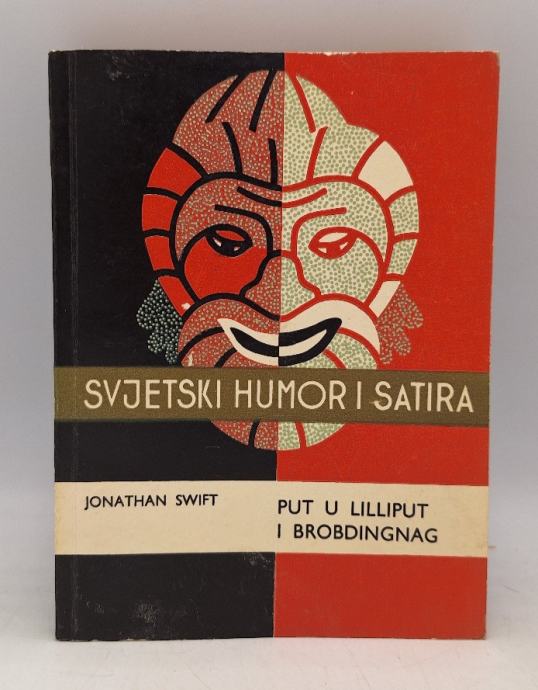 SVJETSKI HUMOR I SATIRA
JONATHAN SWIFT
PUT U LILLIPUT
I BROBDINGNAG